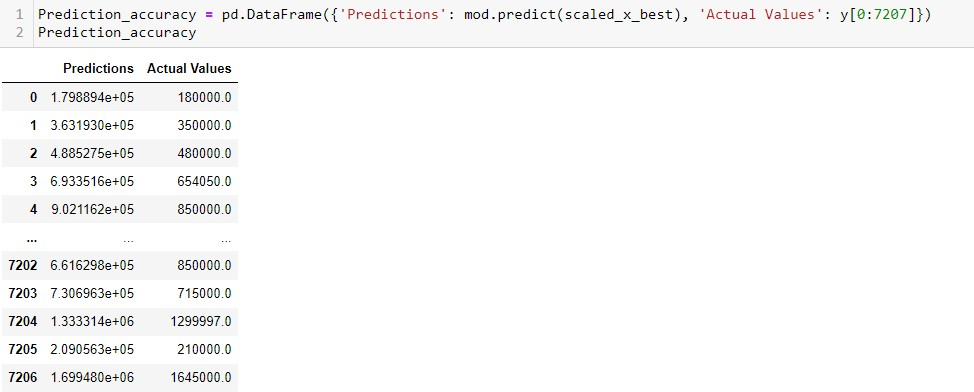 1 Prediction_accuracy = pd.DataFrame({'Predictions': mod.predict(scaled_x_best), 'Actual Values': y[0:7207]})
2 Prediction_accuracy
Predictions Actual Values
0 1.798894e+05 180000.0
1 3.631930e+05 350000.0
2 4.885275e+05 480000.0
3 6.933516e+05 654050.0
4 9.021162e+05 850000.0
... ... ...
7202 6.616298e+05 850000.0
7203 7.306963e+05 715000.0
7204 1.333314e+06 1299997.0
7205 2.090563e+05 210000.0
7206 1.699480e+06 1645000.0